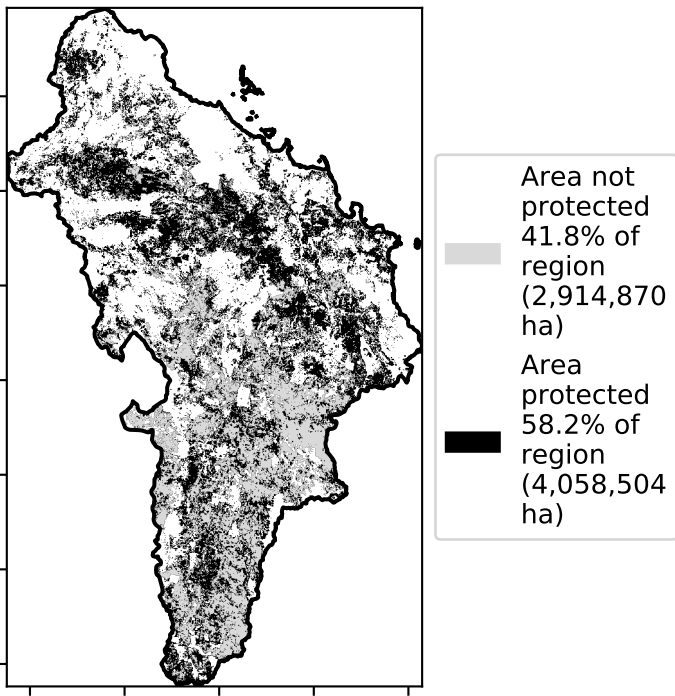 Area not
protected
41.8% of
region
(2,914,870
ha)
Area
protected
58.2% of
region
(4,058,504
ha)